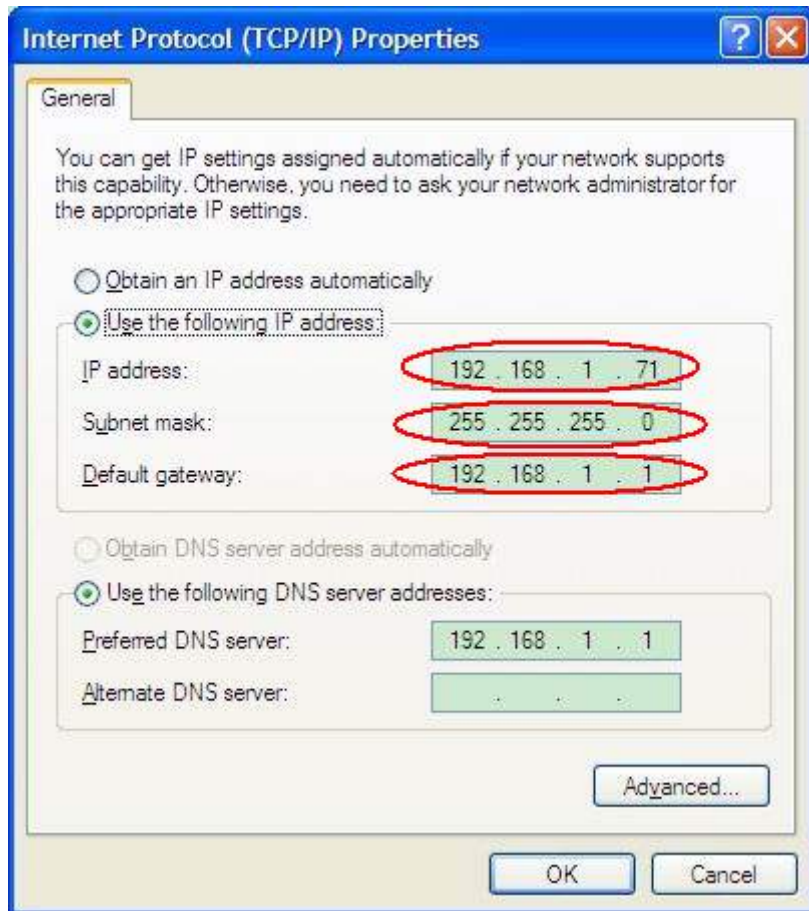 Internet Protocol (TCP/IP) Properties
General
You can get IP settings assigned automatically if your network supports
this capability. Otherwise, you need to ask your network administrator for
the appropriate IP settings.
Obtain an IP address automatically
Use the following IP address:
IP address: 192 . 168 . 1 . 71
Subnet mask: 255 . 255 . 255 . 0
Default gateway: 192 . 168 . 1 . 1
Obtain DNS server address automatically
Use the following DNS server addresses:
Preferred DNS server: 192 . 168 . 1 . 1
Alternate DNS server: . . .
Advanced...
OK Cancel